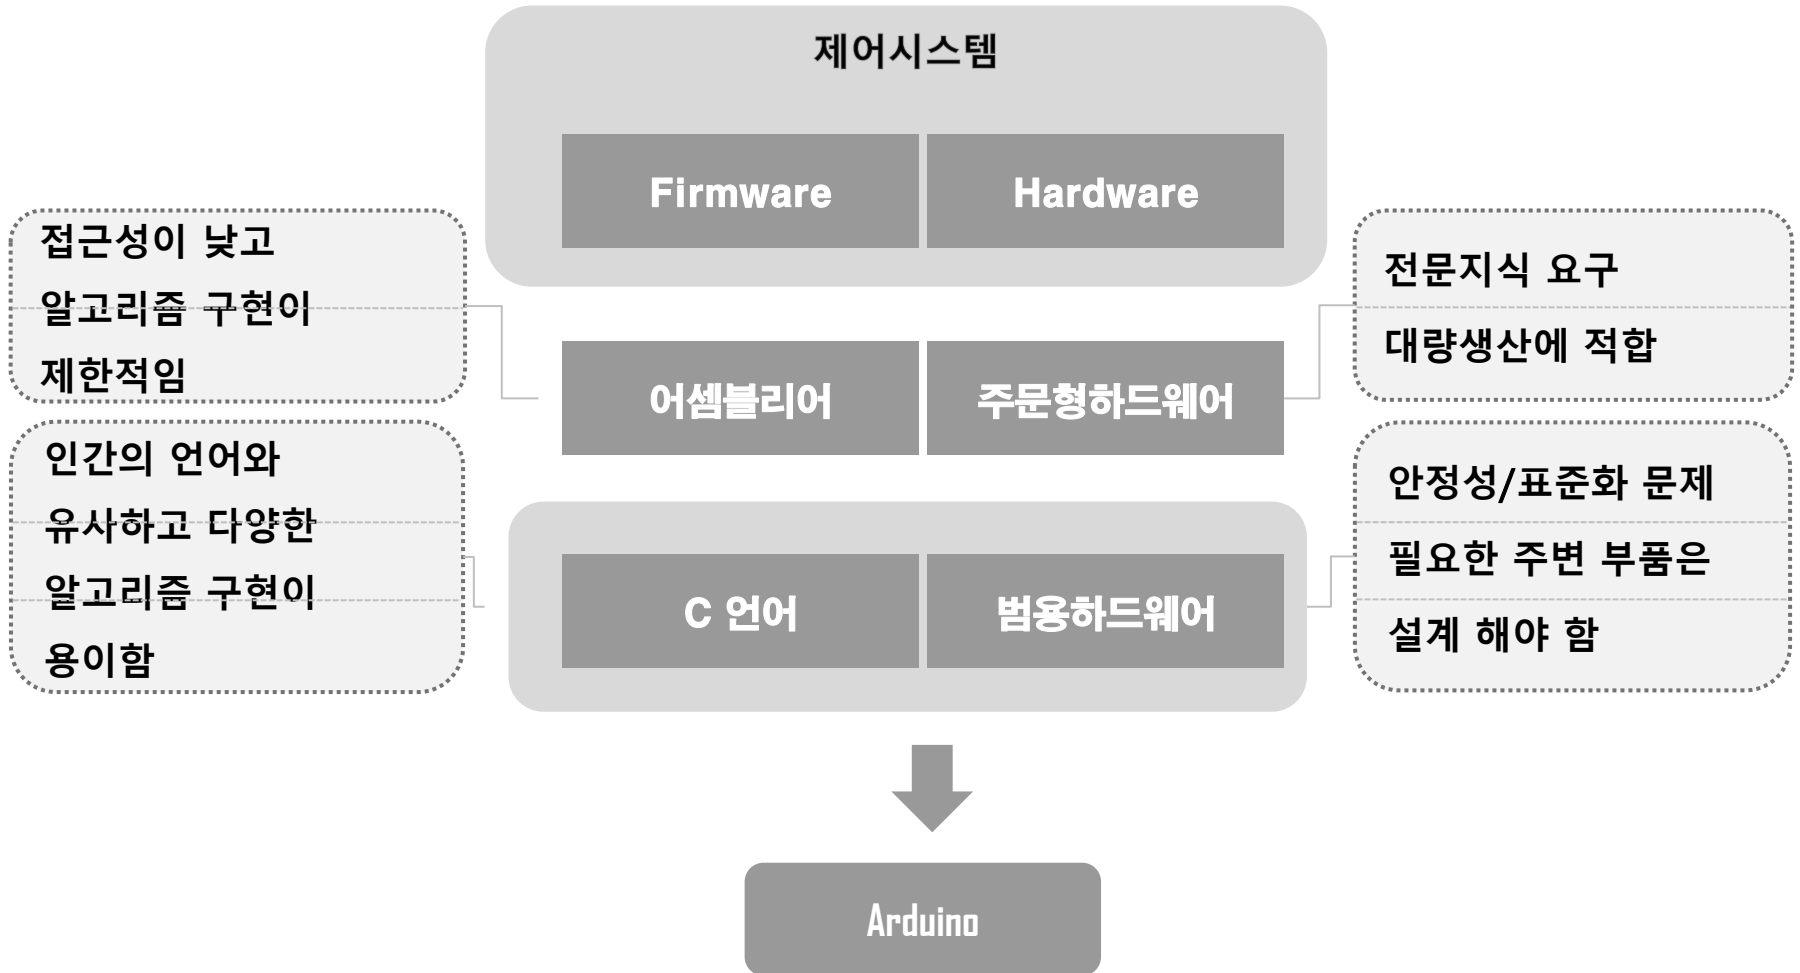 제어시스템
Firmware
Hardware
접근성이 낮고
알고리즘 구현이
제한적임
전문지식 요구
대량생산에 적합
어셈블리어
주문형하드웨어
인간의 언어와
유사하고 다양한
알고리즘 구현이
용이함
안정성/표준화 문제
필요한 주변 부품은
설계 해야 함
C 언어
범용하드웨어
Arduino